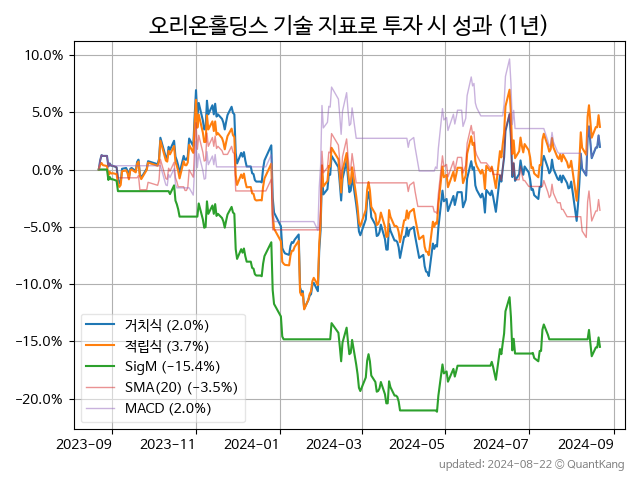 오리온홀딩스 기술 지표로 투자 시 성과 (1년)
10.0%
5.0%
0.0%
−5.0%
−10.0%
−15.0%
−20.0%
거치식 (2.0%)
적립식 (3.7%)
SigM (−15.4%)
SMA(20) (−3.5%)
MACD (2.0%)
2023-09 2023-11 2024-01 2024-03 2024-05 2024-07 2024-09
updated: 2024-08-22 © QuantKang